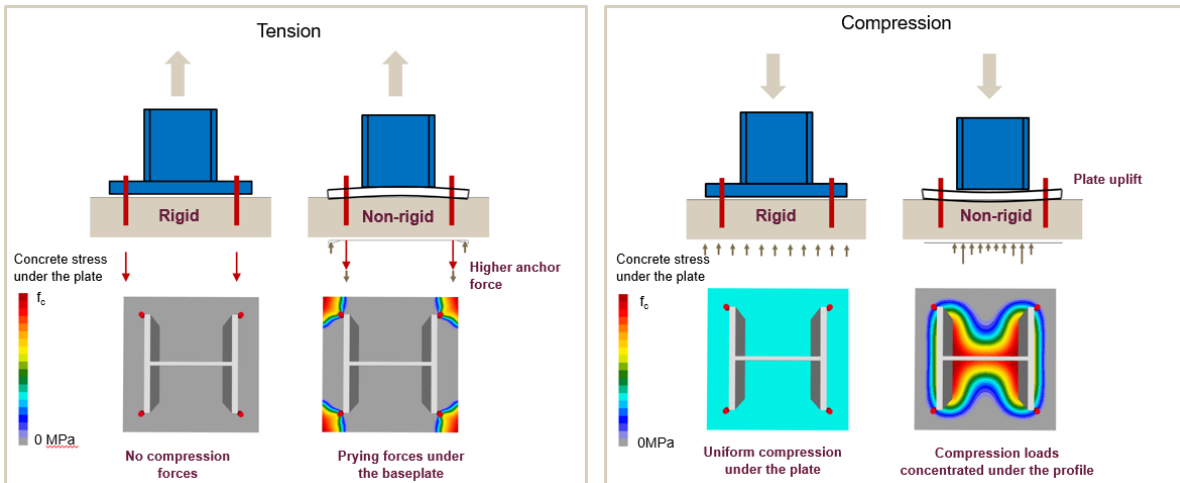 Tension
Rigid
Non-rigid
Concrete stress
under the plate
Higher anchor
force
f_c
0 MPa
No compression
forces
Prying forces under
the baseplate
Compression
Plate uplift
Rigid
Non-rigid
Concrete stress
under the plate
f_c
0MPa
Uniform compression
under the plate
Compression loads
concentrated under the profile